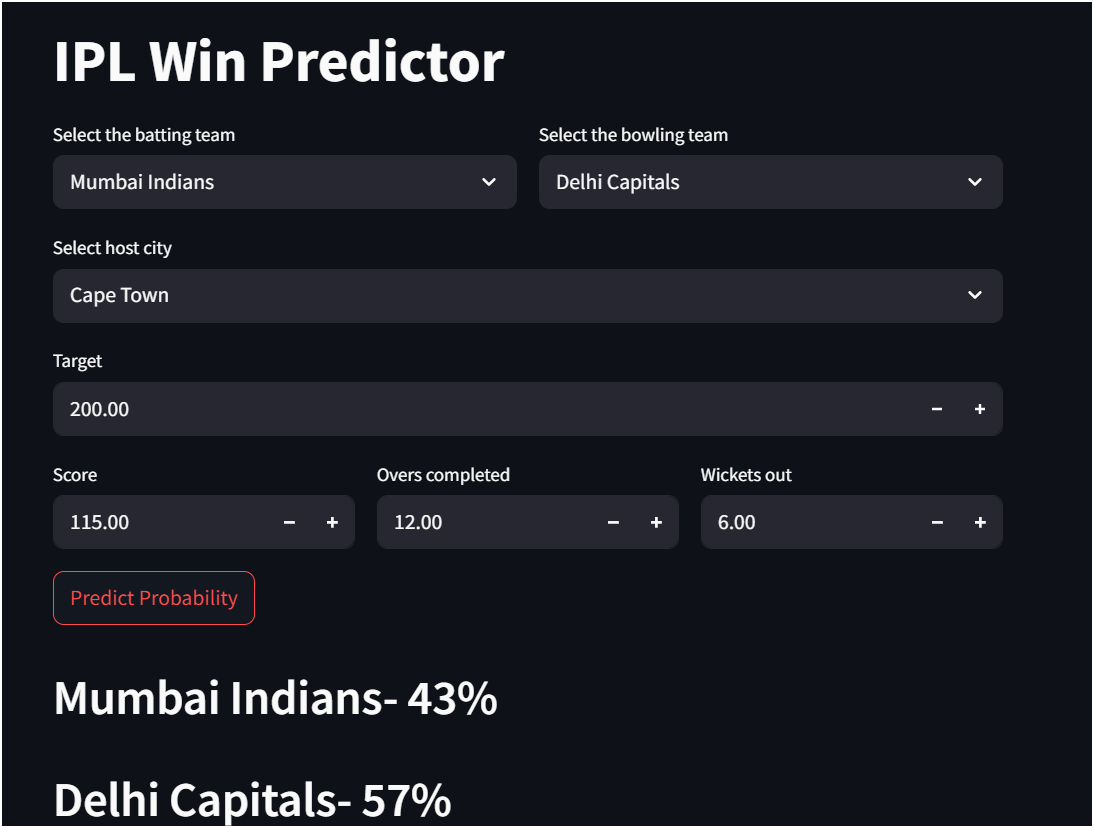 IPL Win Predictor
Select the batting team
Select the bowling team
Mumbai Indians
Delhi Capitals
Select host city
Cape Town
Target
200.00
Score
Overs completed
Wickets out
115.00
12.00
6.00
Predict Probability
Mumbai Indians- 43%
Delhi Capitals- 57%